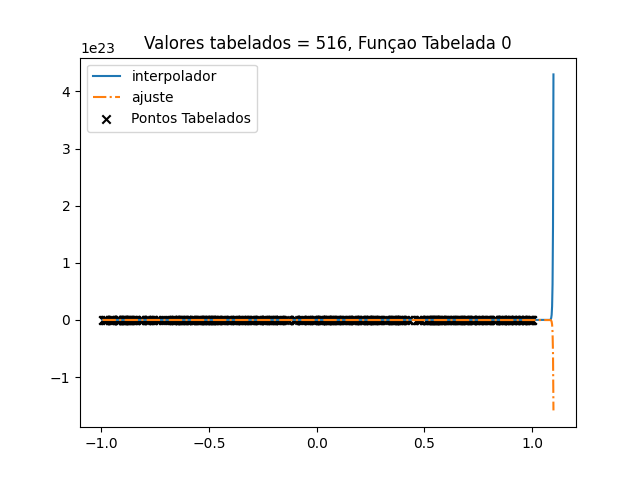 Valores tabelados = 516, Funçao Tabelada 0
1e23
interpolador
ajuste
Pontos Tabelados
4
3
2
1
0
−1
−1.0 −0.5 0.0 0.5 1.0